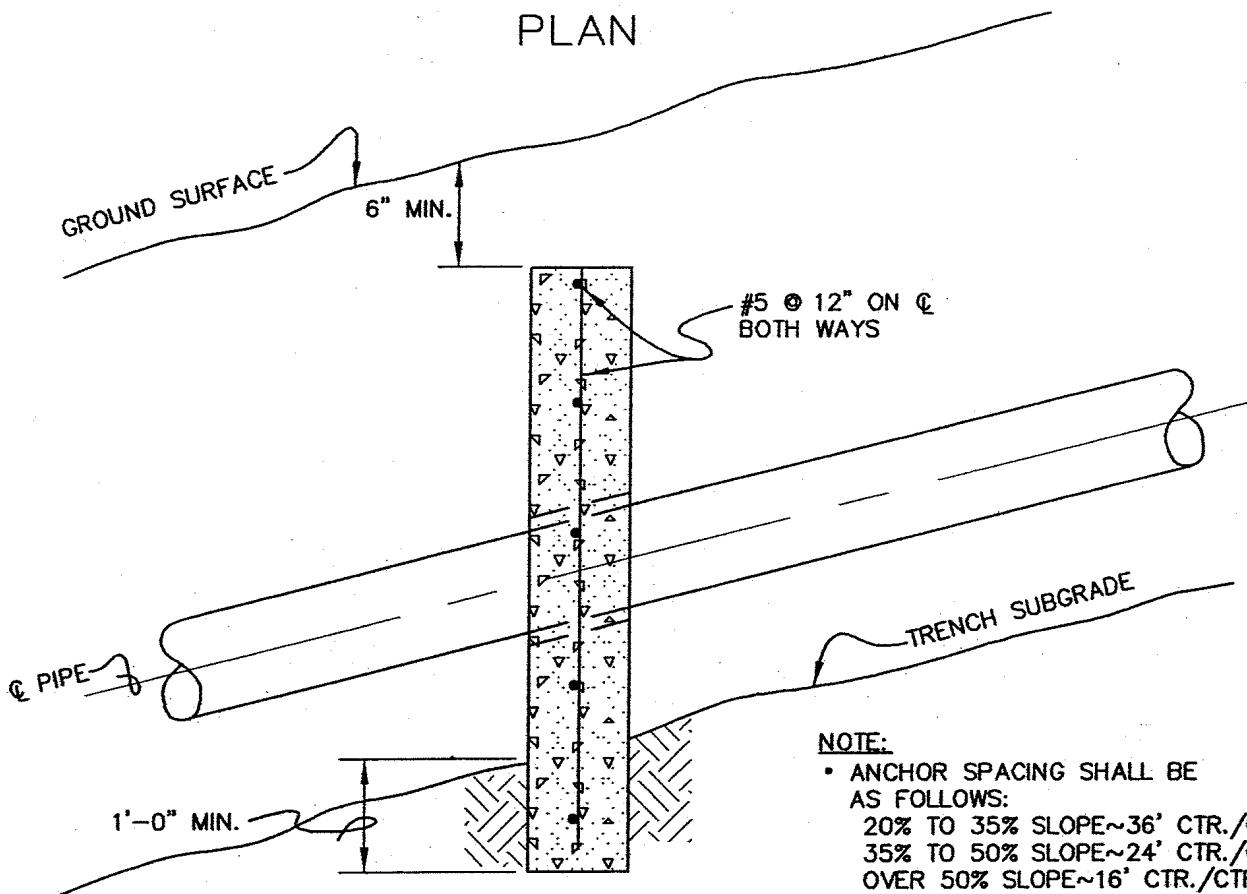 PLAN
GROUND SURFACE
6" MIN.
#5 @ 12" ON ℄
BOTH WAYS
TRENCH SUBGRADE
℄ PIPE
1'-0" MIN.
NOTE:
• ANCHOR SPACING SHALL BE
AS FOLLOWS:
20% TO 35% SLOPE~36' CTR./
35% TO 50% SLOPE~24' CTR./
OVER 50% SLOPE~16' CTR./CT